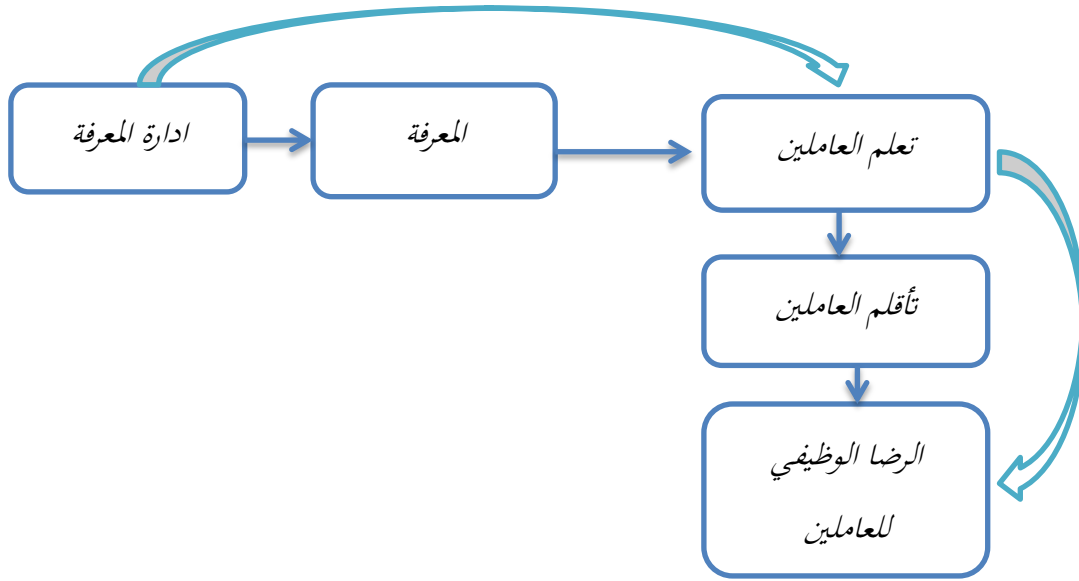 ادارة المعرفة
المعرفة
تعلم العاملين
تأقلم العاملين
الرضا الوظيفي
للعاملين